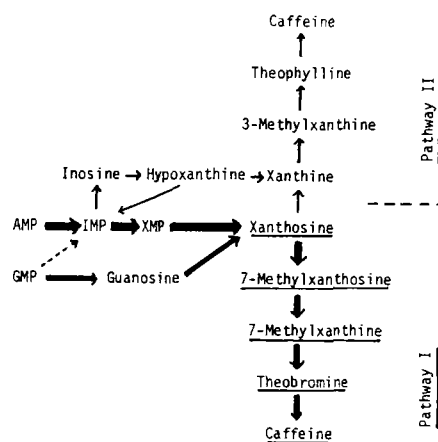 Caffeine
Theophylline
3-Methylxanthine
Pathway II
Inosine Hypoxanthine Xanthine
AMP IMP XMP Xanthosine
GMP Guanosine 7-Methylxanthosine
7-Methylxanthine
Theobromine
Pathway I
Caffeine